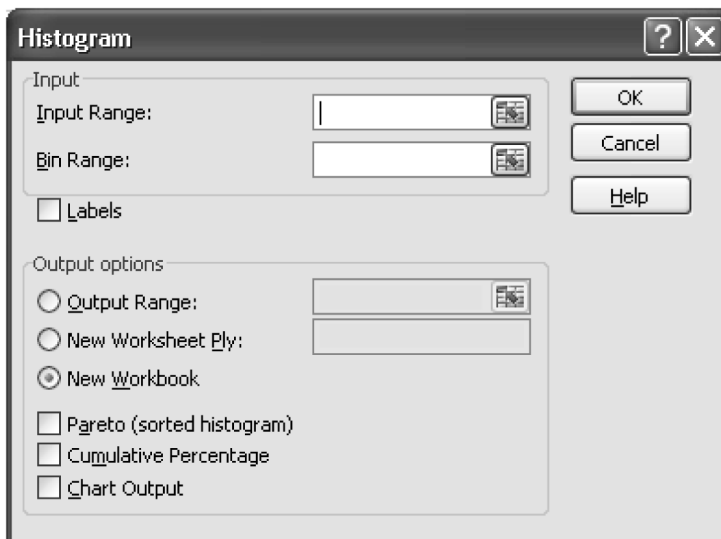 Histogram
Input
Input Range:
Bin Range:
Labels
OK
Cancel
Help
Output options
Output Range:
New Worksheet Ply:
New Workbook
Pareto (sorted histogram)
Cumulative Percentage
Chart Output